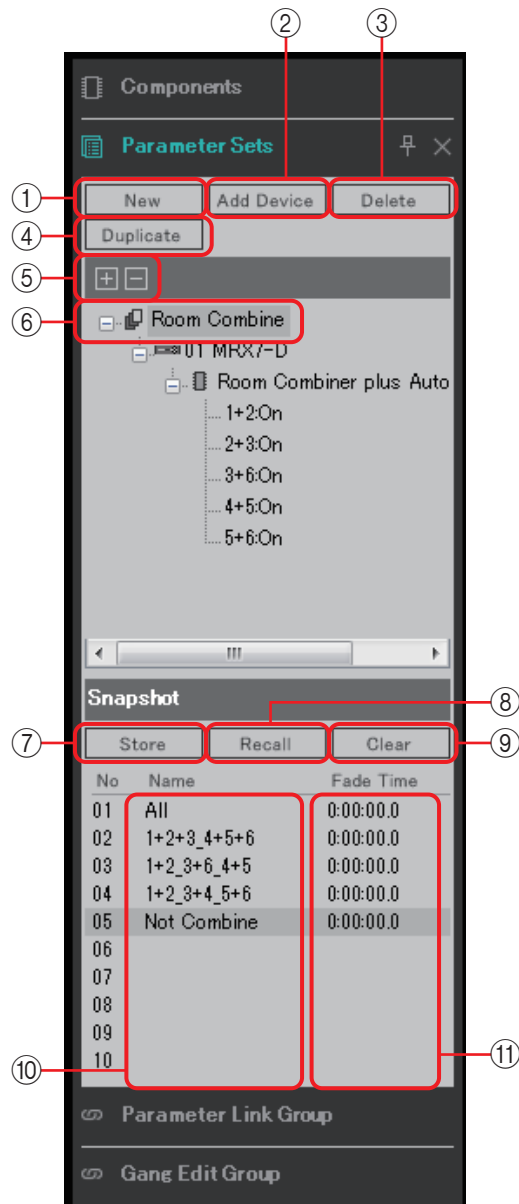 ② ③
Components
Parameter Sets
① New Add Device Delete
④ Duplicate
⑤
⑥ Room Combine
01 MRX7-D
Room Combiner plus Auto
1+2:On
2+3:On
3+6:On
4+5:On
5+6:On
Snapshot
⑧
⑦ Store Recall Clear ⑨
No Name Fade Time
01 All 0:00:00.0
02 1+2+3_4+5+6 0:00:00.0
03 1+2_3+6_4+5 0:00:00.0
04 1+2_3+4_5+6 0:00:00.0
05 Not Combine 0:00:00.0
06
07
08
09
10
⑩ ⑪
Parameter Link Group
Gang Edit Group